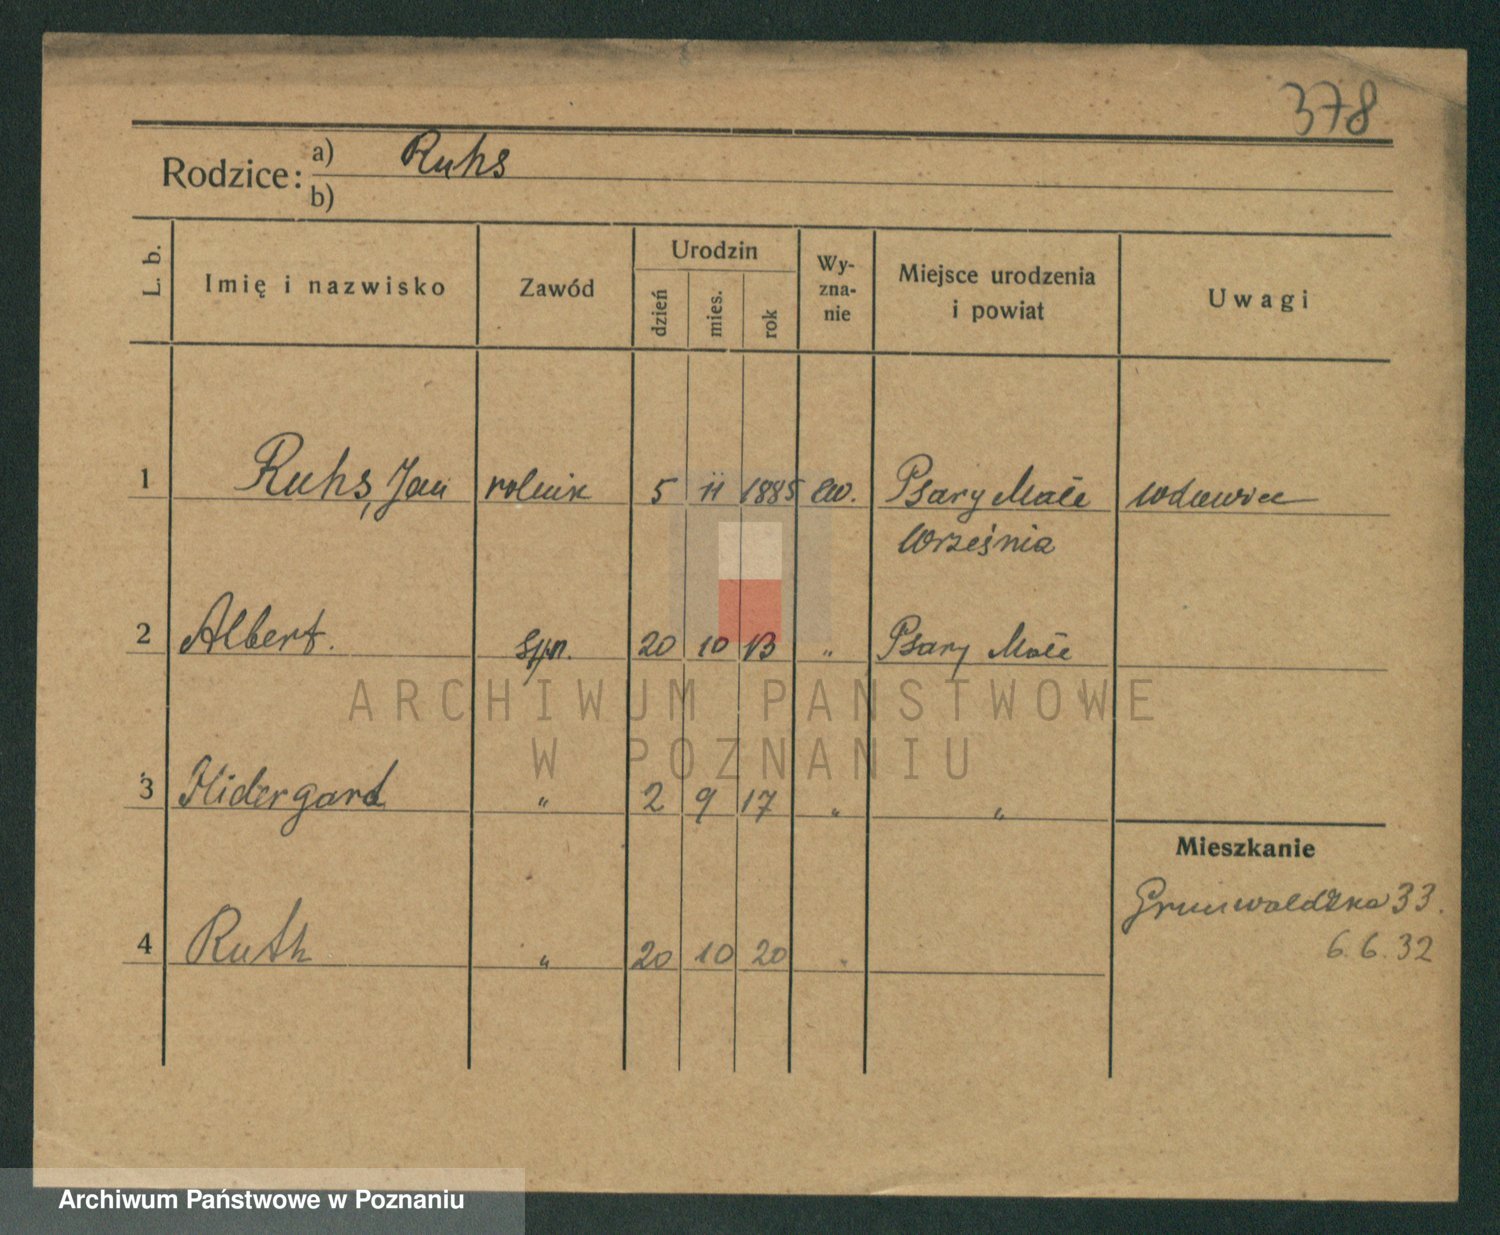 378
Rodzice: a) Ruhs
b)
L. b. Imię i nazwisko Zawód Urodzin dzień mies. rok Wy-zna-nie Miejsce urodzenia i powiat Uwagi
1 Ruhs, Jan rolnik 5 11 1885 ew. Psary Małe wdowiec
Września
2 Albert. 20 10 13 " Psary Małe
ARCHIWUM PAŃSTWOWE
W POZNANIU
3 Hidergard " 2 9 17 " "
Mieszkanie
Grunwaldzka 33.
6.6.32
4 Ruth " 20 10 20
Archiwum Państwowe w Poznaniu